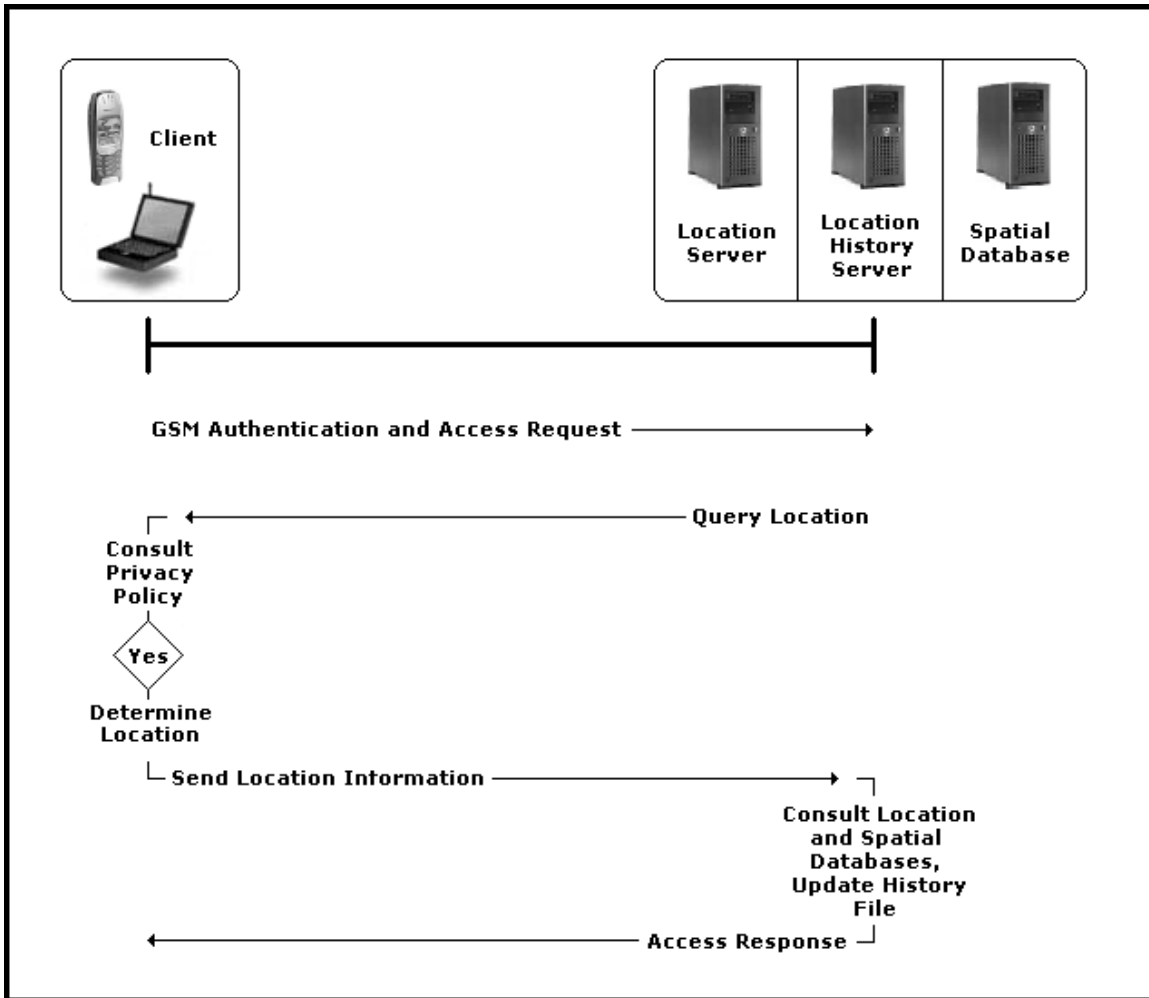 Client
Location
Server
Location
History
Server
Spatial
Database
GSM Authentication and Access Request
Query Location
Consult
Privacy
Policy
Yes
Determine
Location
Send Location Information
Consult Location
and Spatial
Databases,
Update History
File
Access Response